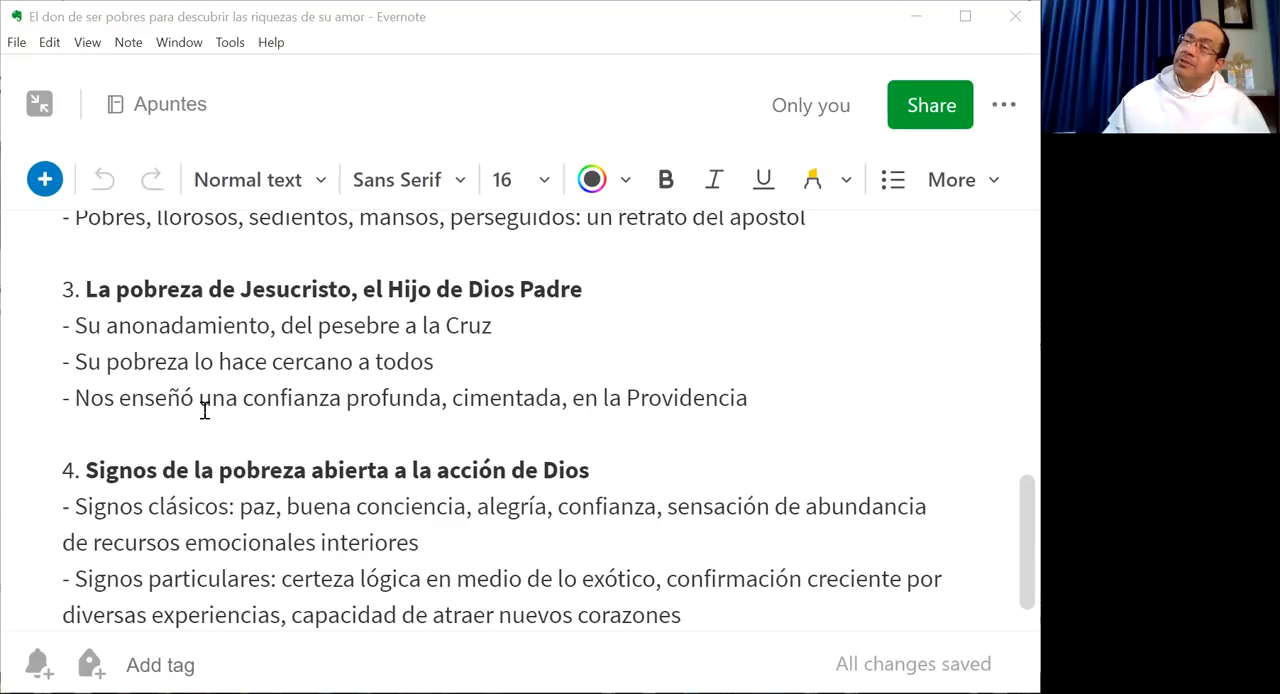 El don de ser pobres para descubrir las riquezas de su amor - Evernote
File Edit View Note Window Tools Help
Apuntes
Only you
Share
Normal text
Sans Serif
16
B I U
More
- Pobres, llorosos, sedientos, mansos, perseguidos: un retrato del apóstol
3. La pobreza de Jesucristo, el Hijo de Dios Padre
- Su anonadamiento, del pesebre a la Cruz
- Su pobreza lo hace cercano a todos
- Nos enseñó una confianza profunda, cimentada, en la Providencia
4. Signos de la pobreza abierta a la acción de Dios
- Signos clásicos: paz, buena conciencia, alegría, confianza, sensación de abundancia
de recursos emocionales interiores
- Signos particulares: certeza lógica en medio de lo exótico, confirmación creciente por
diversas experiencias, capacidad de atraer nuevos corazones
Add tag
All changes saved